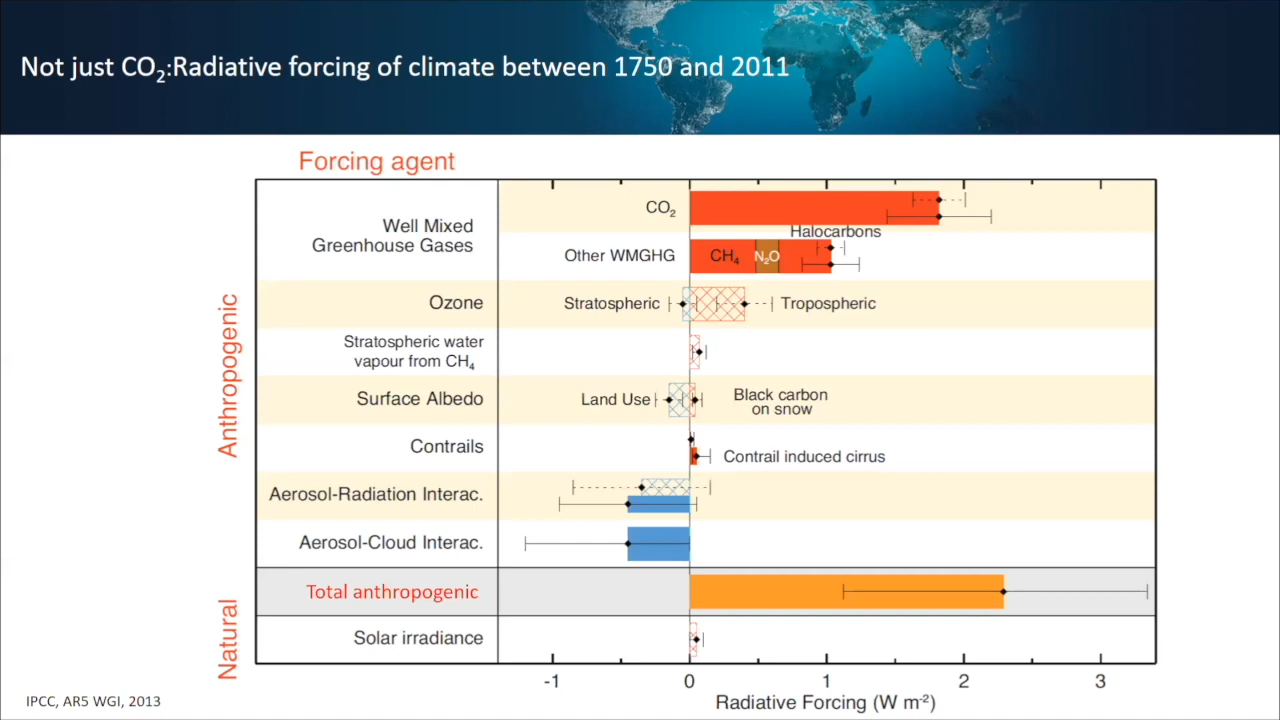 Not just CO₂:Radiative forcing of climate between 1750 and 2011
Forcing agent
Anthropogenic
Natural
Well Mixed
Greenhouse Gases
CO₂
Halocarbons
Other WMGHG
CH₄
N₂O
Ozone
Stratospheric
Tropospheric
Stratospheric water
vapour from CH₄
Surface Albedo
Land Use
Black carbon
on snow
Contrails
Contrail induced cirrus
Aerosol-Radiation Interac.
Aerosol-Cloud Interac.
Total anthropogenic
Solar irradiance
-1 0 1 2 3
Radiative Forcing (W m⁻²)
IPCC, AR5 WGI, 2013